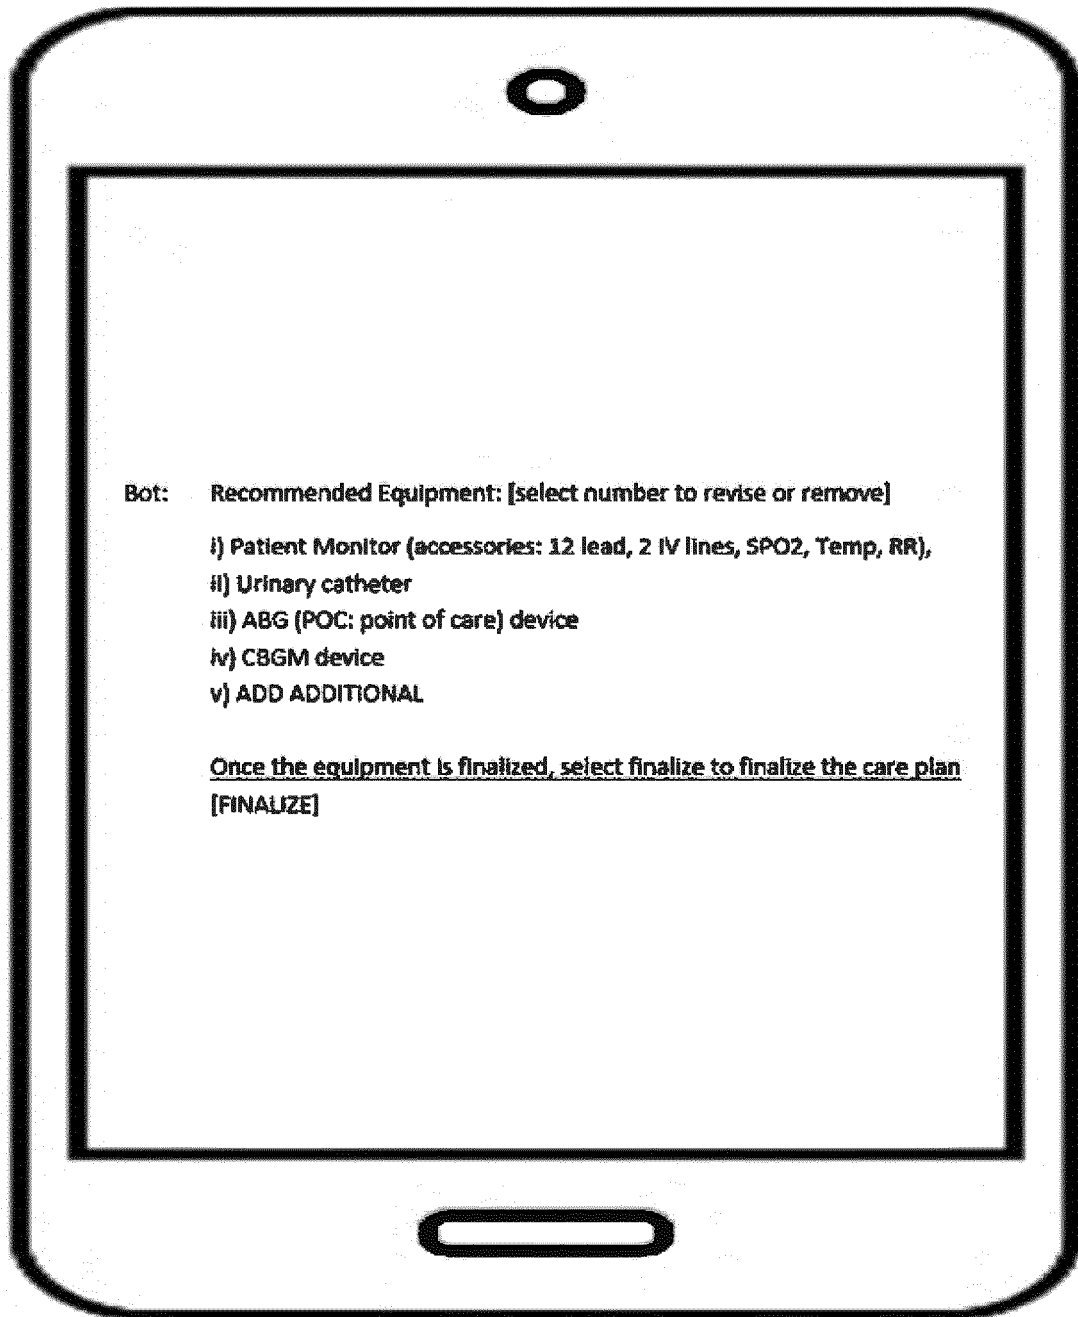 Bot: Recommended Equipment: [select number to revise or remove]
i) Patient Monitor (accessories: 12 lead, 2 IV lines, SPO2, Temp, RR),
ii) Urinary catheter
iii) ABG (POC: point of care) device
iv) CBGM device
v) ADD ADDITIONAL
Once the equipment is finalized, select finalize to finalize the care plan
[FINALIZE]